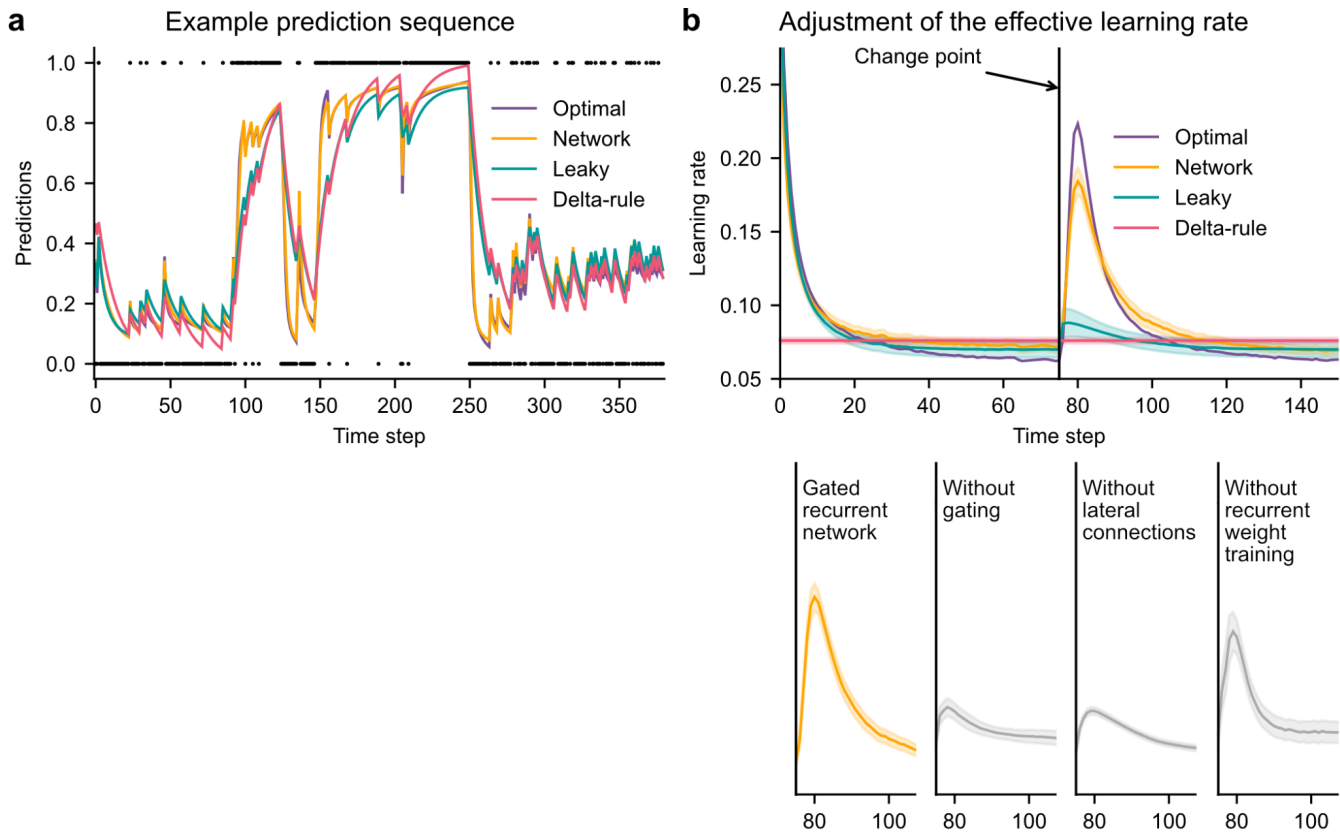 a
Example prediction sequence
1.0
0.8
0.6
0.4
0.2
0.0
Predictions
Optimal
Network
Leaky
Delta-rule
0
50
100
150
200
250
300
350
Time step
b
Adjustment of the effective learning rate
Change point
0.25
0.20
0.15
0.10
0.05
Learning rate
Optimal
Network
Leaky
Delta-rule
0
20
40
60
80
100
120
140
Time step
Gated
recurrent
network
80
100
Without
gating
80
100
Without
lateral
connections
80
100
Without
recurrent
weight
training
80
100